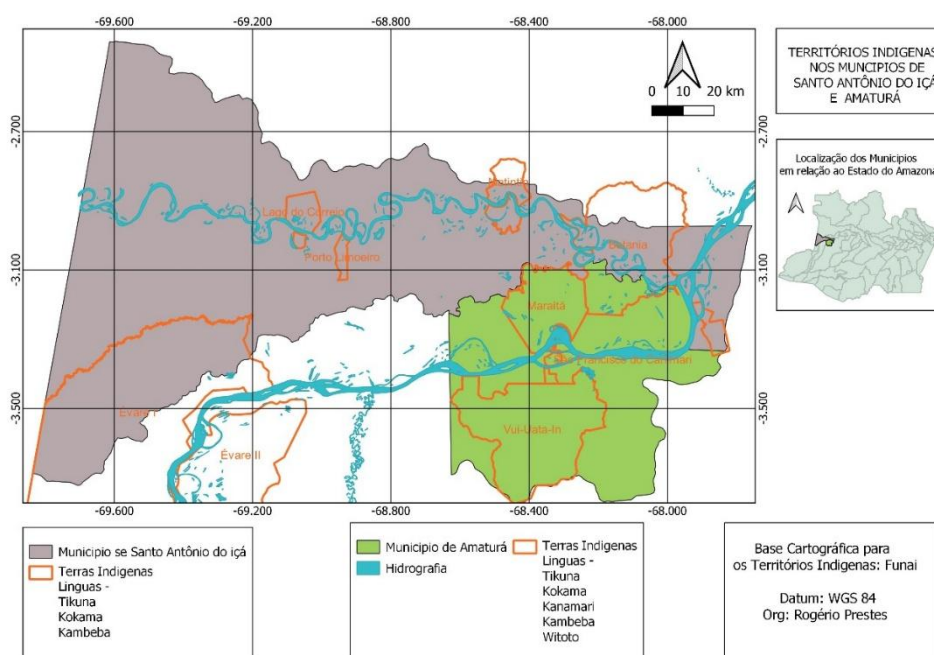 -69.600 -69.200 -68.800 -68.400 -68.000
TERRITÓRIOS INDIGENAS
NOS MUNCIPIOS DE
SANTO ANTÔNIO DO IÇÁ
E AMATURÁ
0 10 20 km
-2.700
-2.700
Localização dos Municipios
em relação ao Estado do Amazona
Lago do Correio
Porto Limoeiro
Betania
-3.100
-3.100
Maraitá
São Francisco do Canimari
-3.500
-3.500
Évare I
Vui-Uata-In
Évare II
-69.600 -69.200 -68.800 -68.400 -68.000
Municipio se Santo Antônio do içá
Terras Indigenas
Linguas -
Tikuna
Kokama
Kambeba
Municipio de Amaturá
Hidrografia
Terras Indigenas
Linguas -
Tikuna
Kokama
Kanamari
Kambeba
Witoto
Base Cartográfica para
os Territórios Indigenas: Funai
Datum: WGS 84
Org: Rogério Prestes